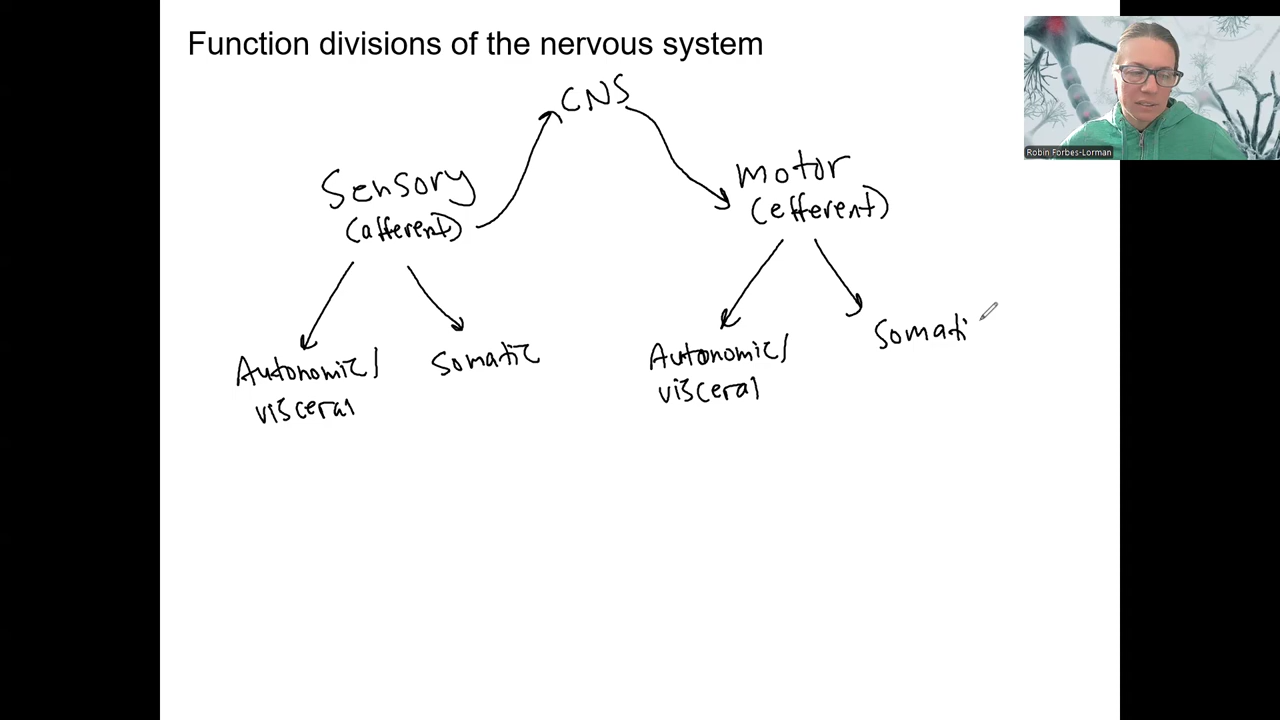 Function divisions of the nervous system
CNS
Robin Forbes-Lorman
Sensory
(afferent)
motor
(efferent)
Autonomic/
visceral
somatic
Autonomic/
visceral
somati